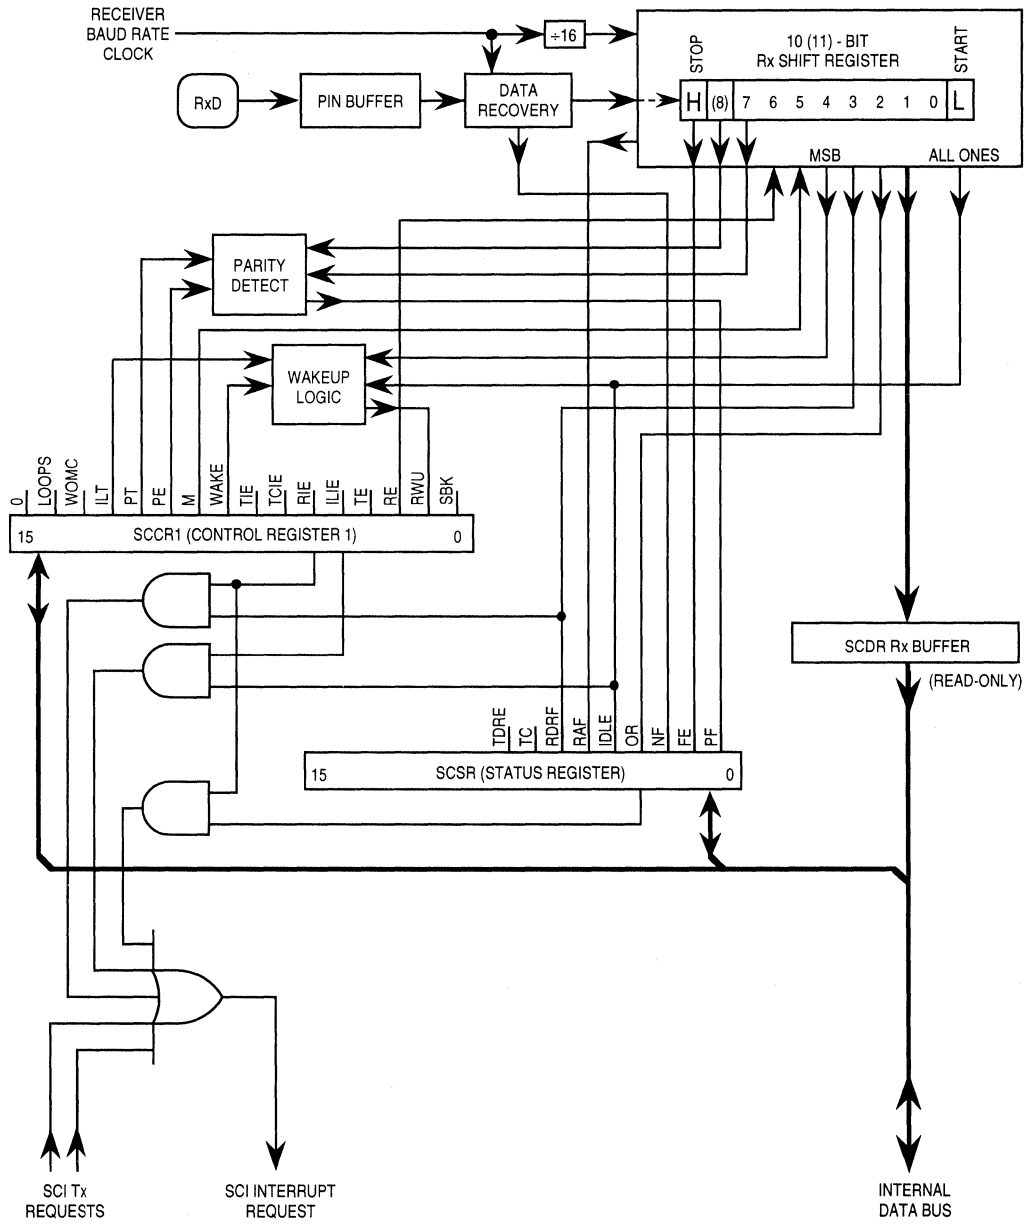 RECEIVER
BAUD RATE
CLOCK
÷16
10 (11) - BIT
Rx SHIFT REGISTER
STOP
START
RxD
PIN BUFFER
DATA
RECOVERY
H (8) 7 6 5 4 3 2 1 0 L
MSB
ALL ONES
PARITY
DETECT
WAKEUP
LOGIC
0
LOOPS
WOMC
ILT
PT
PE
M
WAKE
TIE
TCIE
RIE
ILIE
TE
RE
RWU
SBK
15 SCCR1 (CONTROL REGISTER 1) 0
SCDR Rx BUFFER
(READ-ONLY)
TDRE
TC
RDRF
RAF
IDLE
OR
NF
FE
PF
15 SCSR (STATUS REGISTER) 0
SCI Tx
REQUESTS
SCI INTERRUPT
REQUEST
INTERNAL
DATA BUS